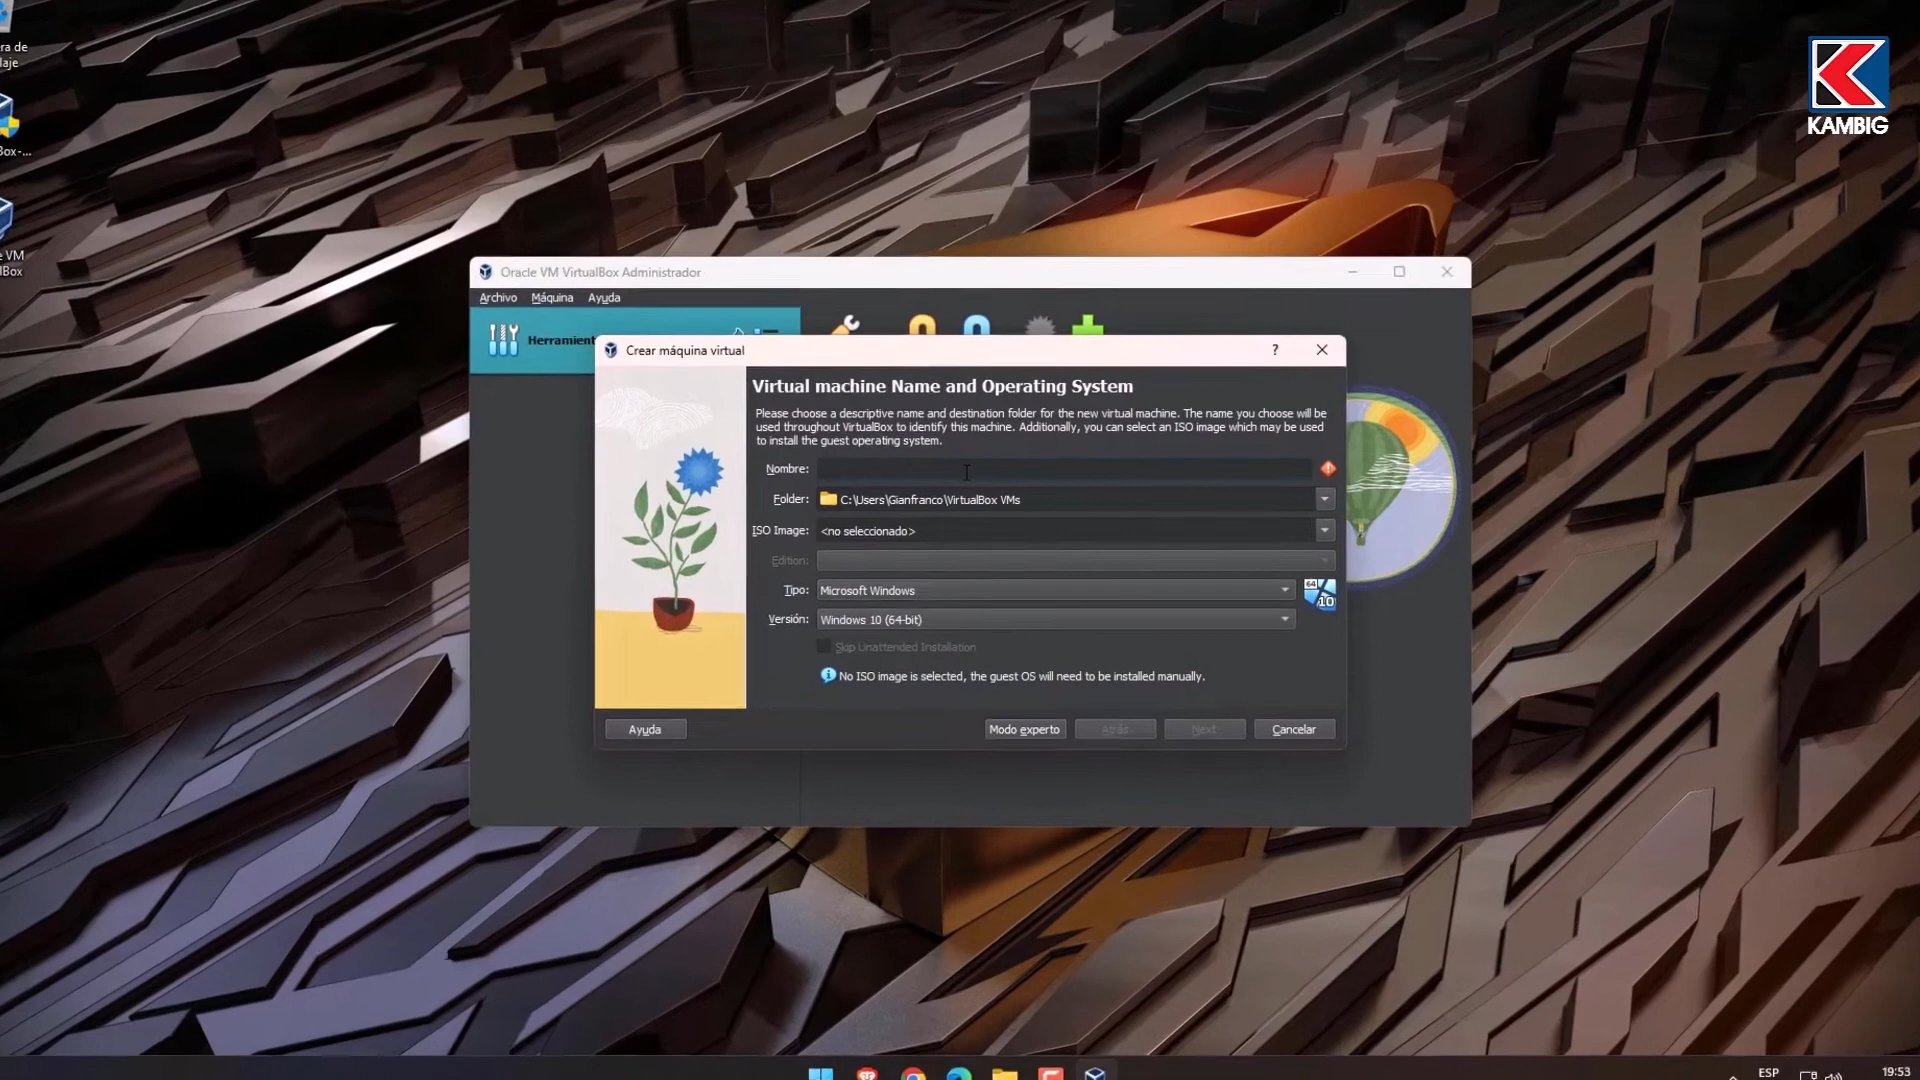 ra de
laje
KAMBIG
Box-...
e VM
lBox
Oracle VM VirtualBox Administrador
Archivo Máquina Ayuda
Herramient
Crear máquina virtual
?
Virtual machine Name and Operating System
Please choose a descriptive name and destination folder for the new virtual machine. The name you choose will be
used throughout VirtualBox to identify this machine. Additionally, you can select an ISO image which may be used
to install the guest operating system.
Nombre:
Folder: C:\Users\Gianfranco\VirtualBox VMs
ISO Image: <no seleccionado>
Edition:
Tipo: Microsoft Windows
64
10
Versión: Windows 10 (64-bit)
Skip Unattended Installation
No ISO image is selected, the guest OS will need to be installed manually.
Ayuda Modo experto Atrás Next Cancelar
ESP
19:53